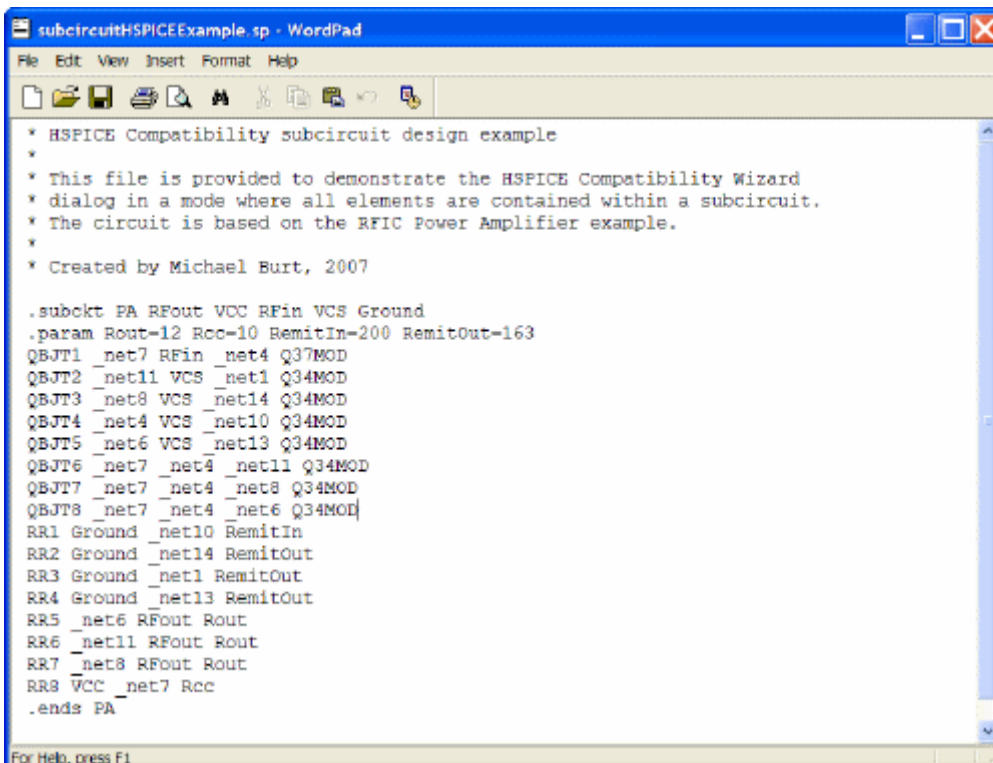 subcircuitHSPICEExample.sp - WordPad
File Edit View Insert Format Help
* HSPICE Compatibility subcircuit design example
*
* This file is provided to demonstrate the HSPICE Compatibility Wizard
* dialog in a mode where all elements are contained within a subcircuit.
* The circuit is based on the RFIC Power Amplifier example.
*
* Created by Michael Burt, 2007
.subckt PA RFout VCC RFin VCS Ground
.param Rout=12 Rcc=10 RemitIn=200 RemitOut=163
QBJT1 _net7 RFin _net4 Q37MOD
QBJT2 _net11 VCS _net1 Q34MOD
QBJT3 _net8 VCS _net14 Q34MOD
QBJT4 _net4 VCS _net10 Q34MOD
QBJT5 _net6 VCS _net13 Q34MOD
QBJT6 _net7 _net4 _net11 Q34MOD
QBJT7 _net7 _net4 _net8 Q34MOD
QBJT8 _net7 _net4 _net6 Q34MOD
RR1 Ground _net10 RemitIn
RR2 Ground _net14 RemitOut
RR3 Ground _net1 RemitOut
RR4 Ground _net13 RemitOut
RR5 _net6 RFout Rout
RR6 _net11 RFout Rout
RR7 _net8 RFout Rout
RR8 VCC _net7 Rcc
.ends PA
For Help, press F1